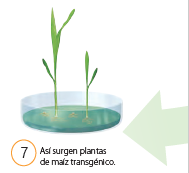 7
Así surgen plantas
de maíz transgénico.